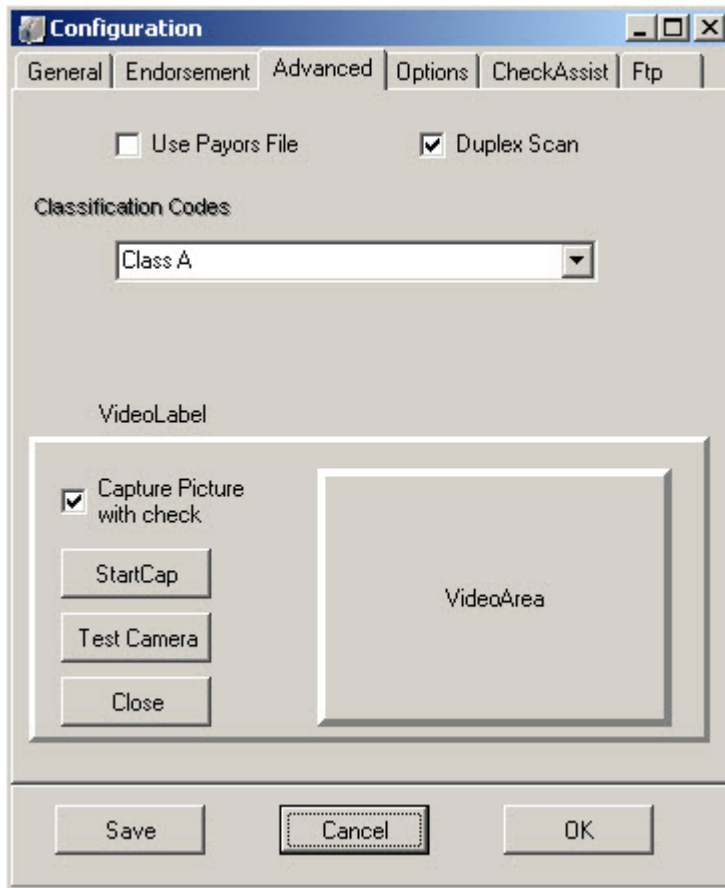 Configuration
General Endorsement Advanced Options CheckAssist Ftp
Use Payors File Duplex Scan
Classification Codes
Class A
VideoLabel
Capture Picture
with check
StartCap
VideoArea
Test Camera
Close
Save Cancel OK